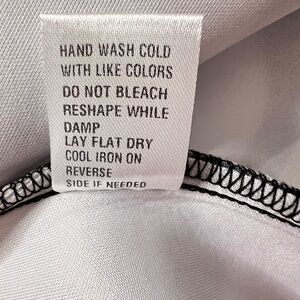 HAND WASH COLD
WITH LIKE COLORS
DO NOT BLEACH
RESHAPE WHILE
DAMP
LAY FLAT DRY
COOL IRON ON
REVERSE
SIDE IF NEEDED